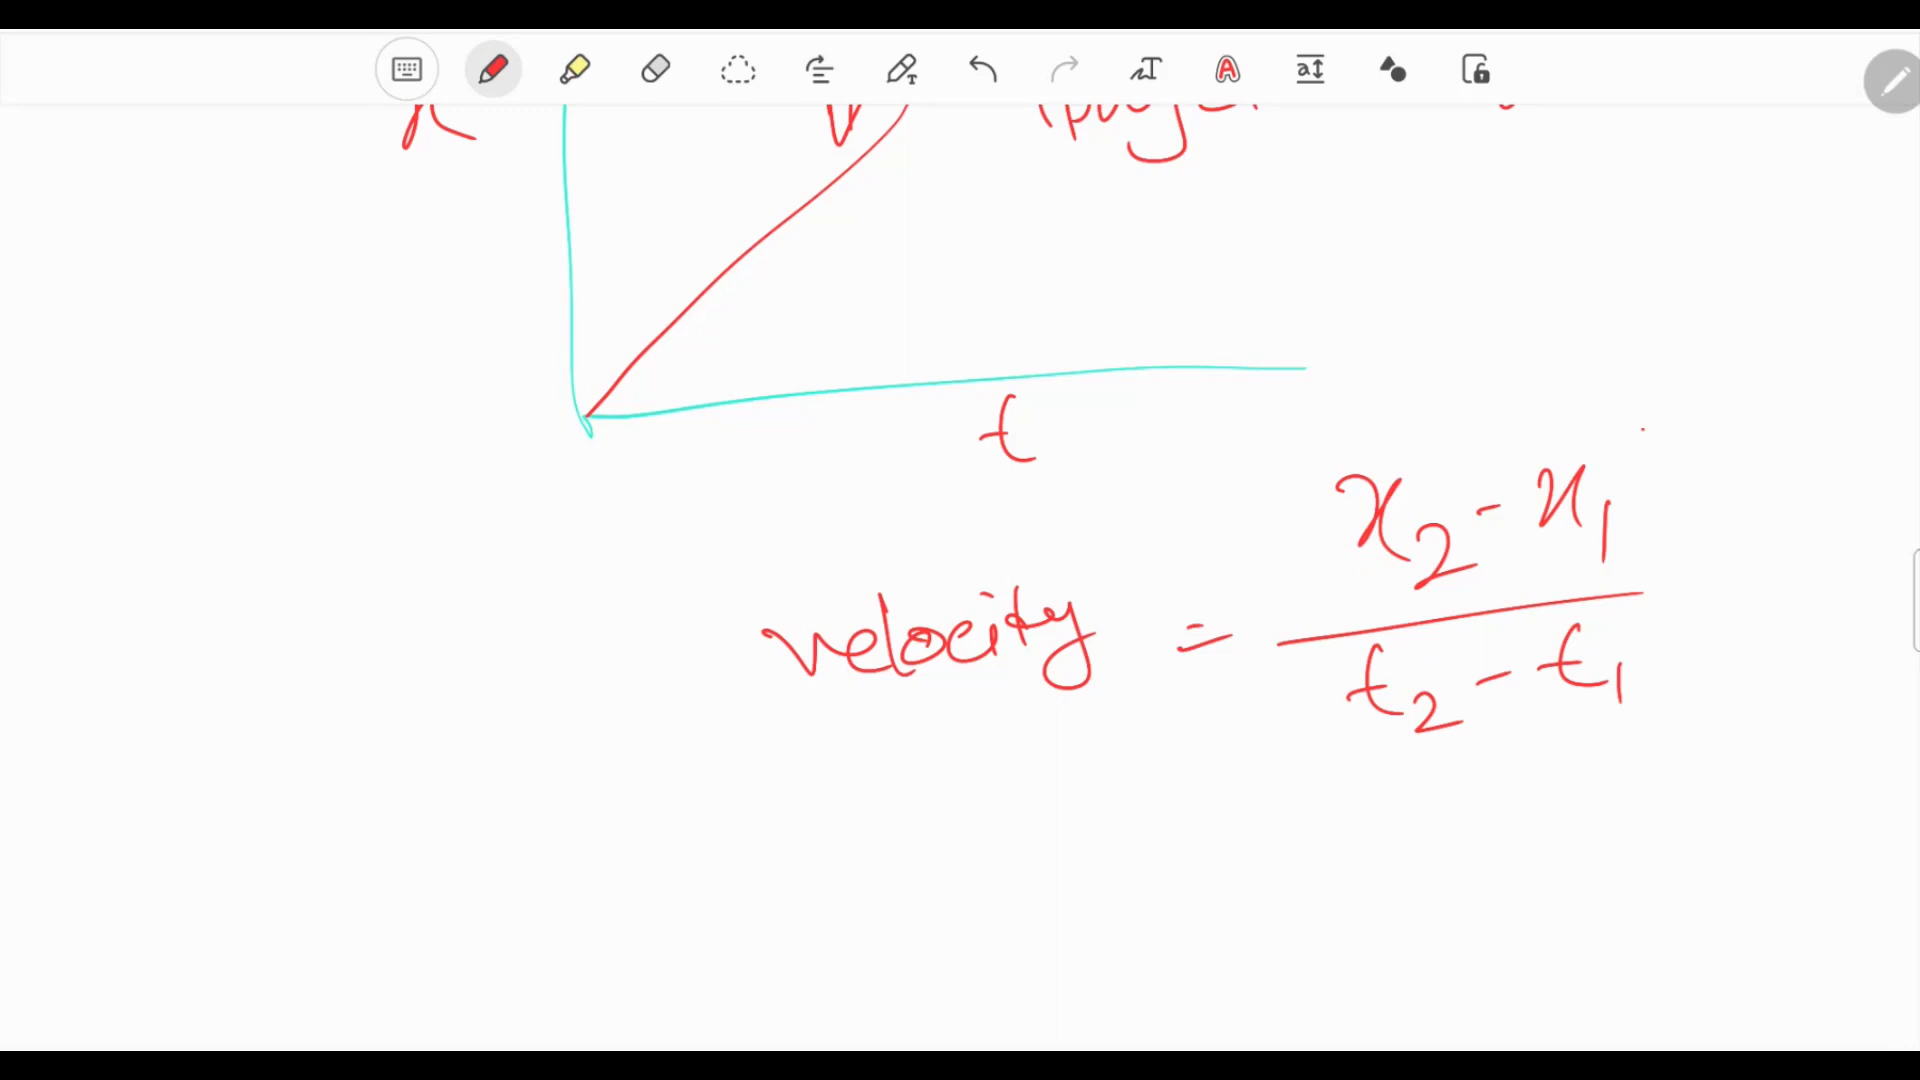 x
t
x₂ - x₁
velocity = ─────
t₂ - t₁